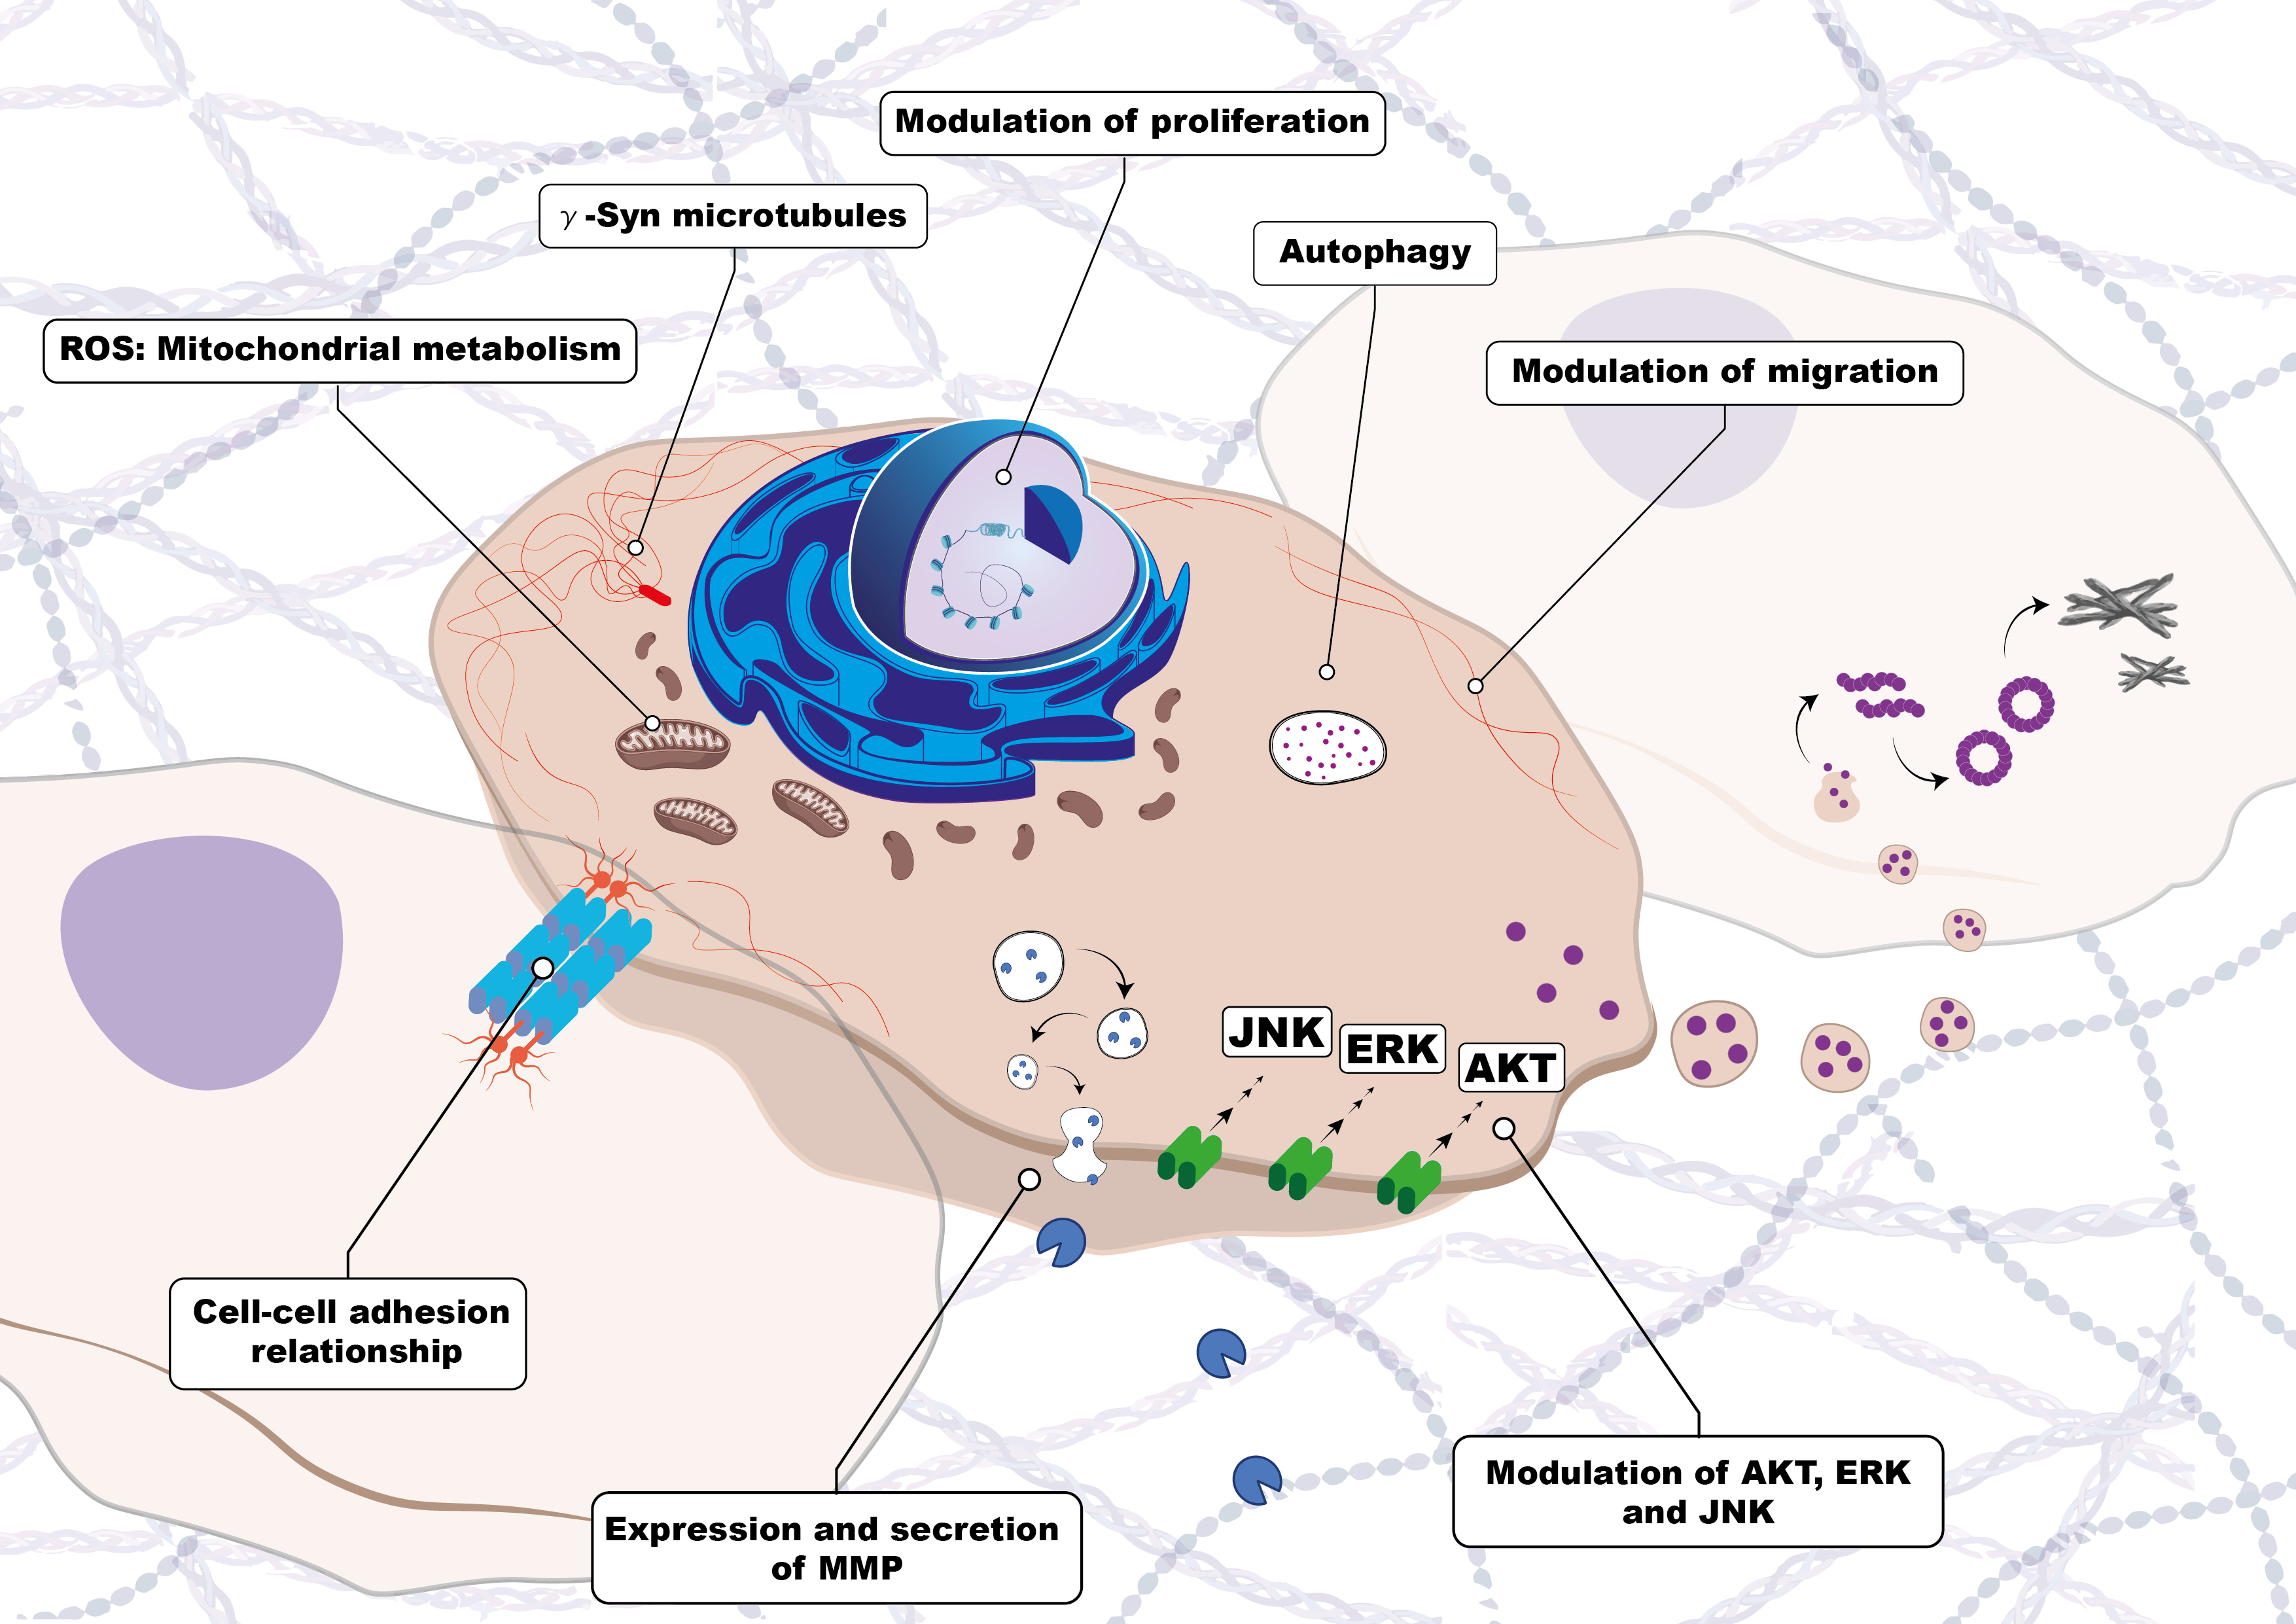 Modulation of proliferation
γ-Syn microtubules
Autophagy
ROS: Mitochondrial metabolism
Modulation of migration
JNK
ERK
AKT
Cell-cell adhesion
relationship
Expression and secretion
of MMP
Modulation of AKT, ERK
and JNK